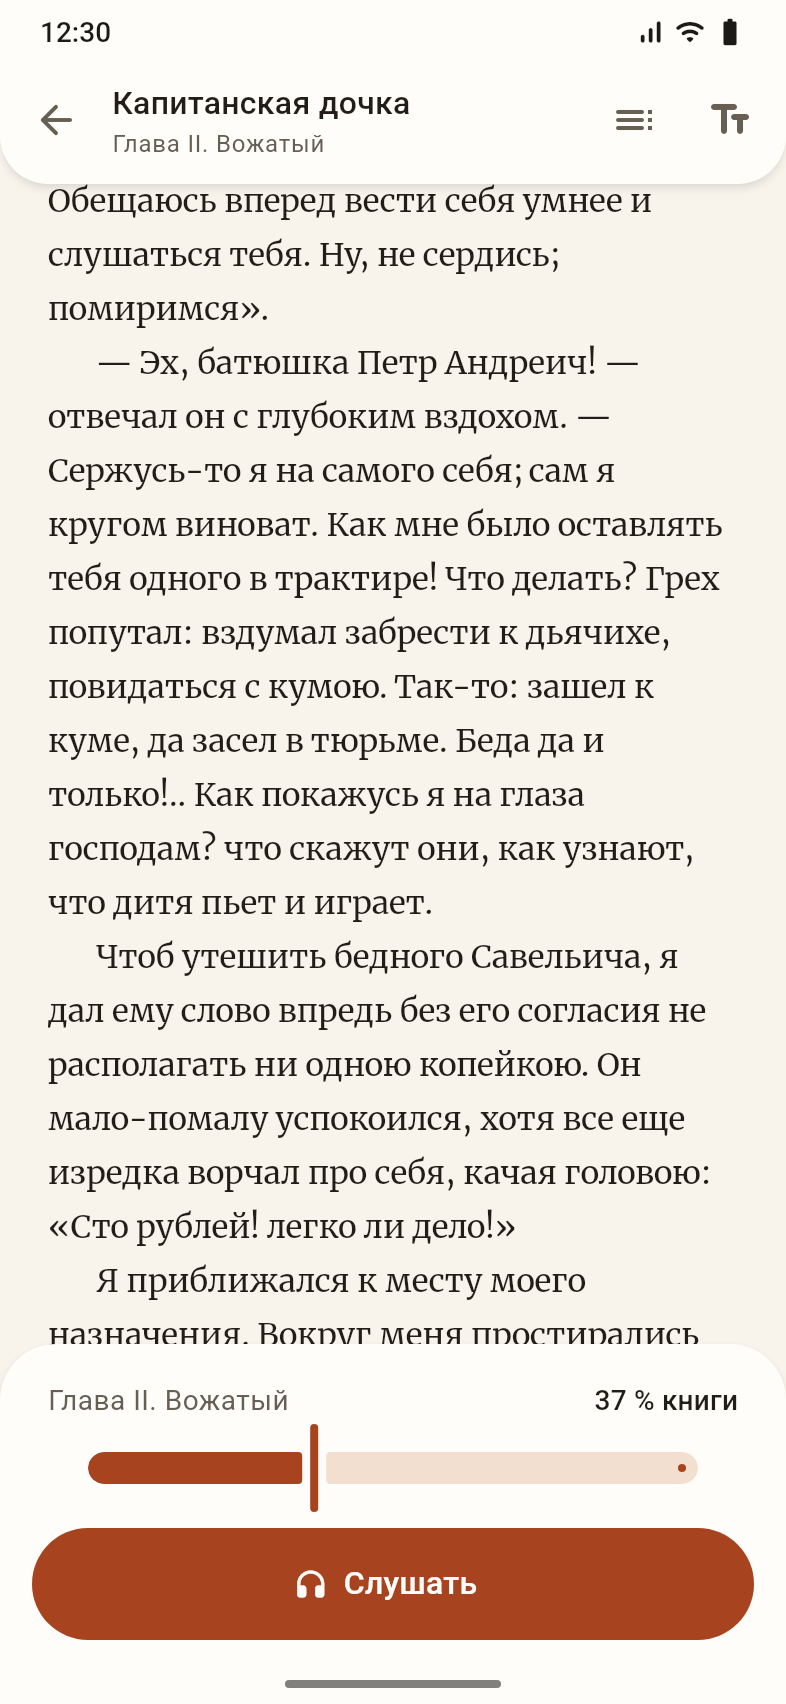 12:30
Капитанская дочка
Глава II. Вожатый
Обещаюсь вперед вести себя умнее и
слушаться тебя. Ну, не сердись;
помиримся».
— Эх, батюшка Петр Андреич! —
отвечал он с глубоким вздохом. —
Сержусь-то я на самого себя; сам я
кругом виноват. Как мне было оставлять
тебя одного в трактире! Что делать? Грех
попутал: вздумал забрести к дьячихе,
повидаться с кумою. Так-то: зашел к
куме, да засел в тюрьме. Беда да и
только!.. Как покажусь я на глаза
господам? что скажут они, как узнают,
что дитя пьет и играет.
Чтоб утешить бедного Савельича, я
дал ему слово впредь без его согласия не
располагать ни одною копейкою. Он
мало-помалу успокоился, хотя все еще
изредка ворчал про себя, качая головою:
«Сто рублей! легко ли дело!»
Я приближался к месту моего
назначения. Вокруг меня простирались
Глава II. Вожатый
37 % книги
Слушать